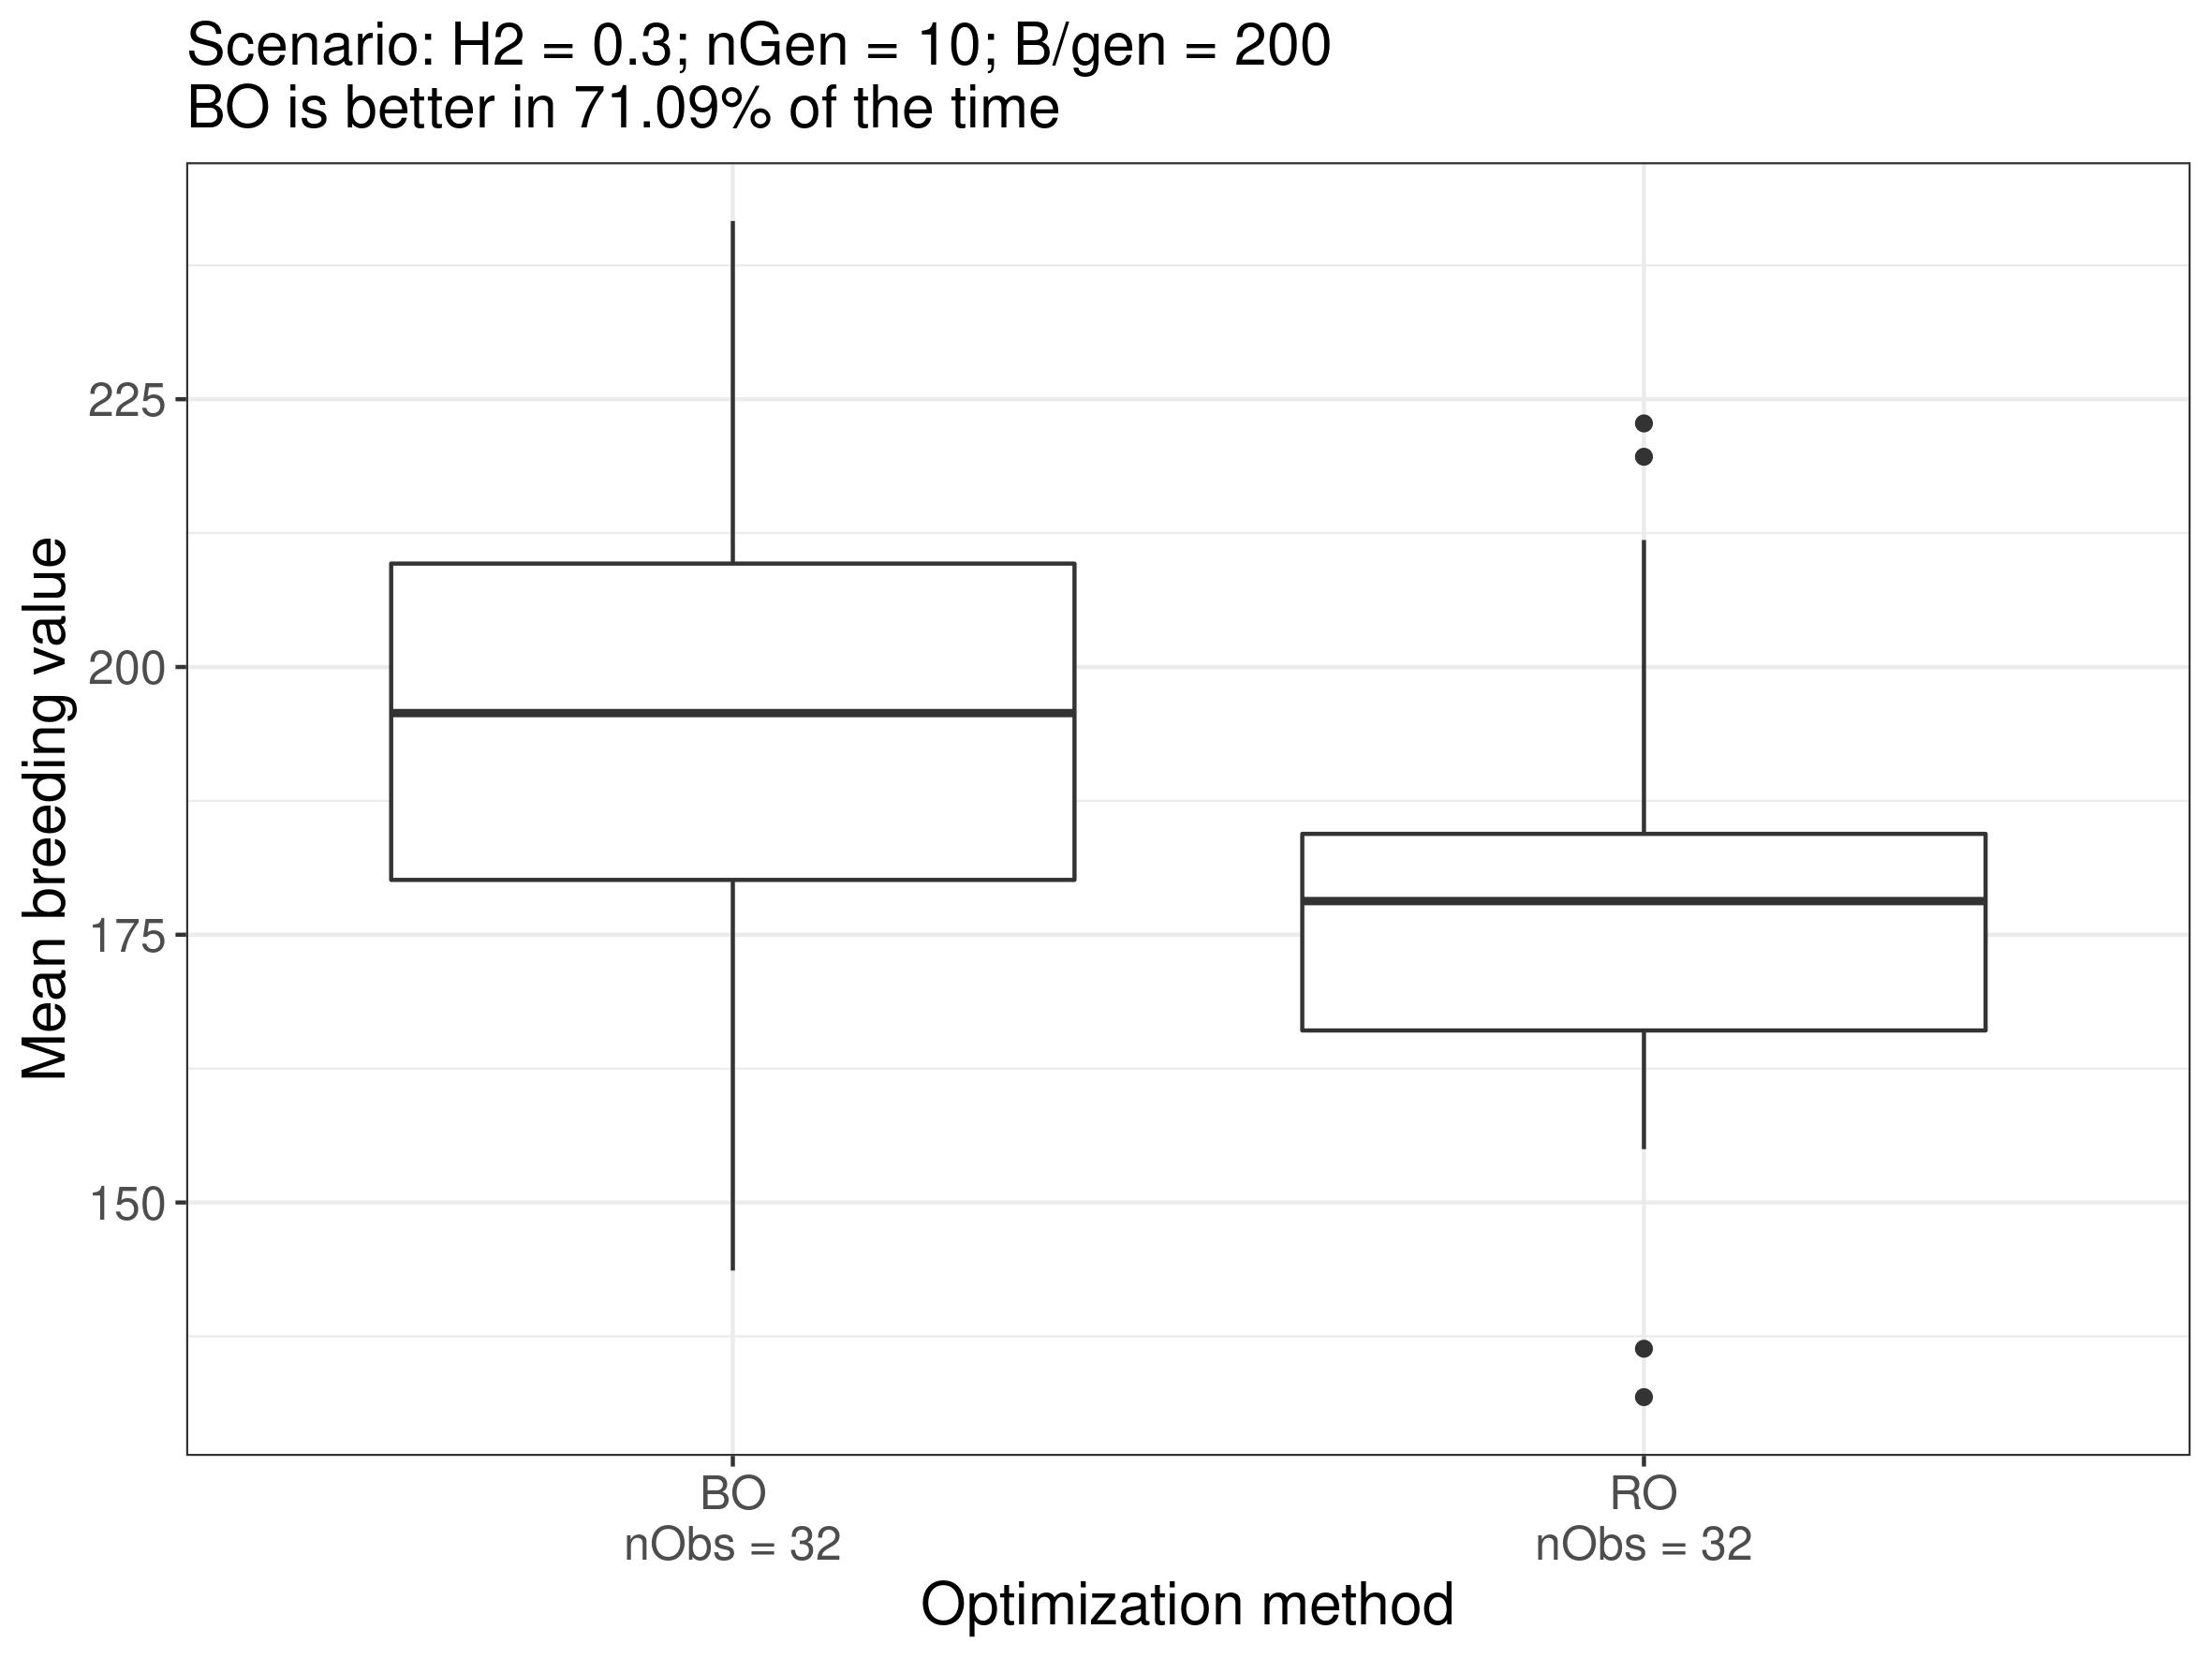 Scenario: H2 = 0.3; nGen = 10; B/gen = 200
BO is better in 71.09% of the time
Mean breeding value
225
200
175
150
BO
nObs = 32
RO
nObs = 32
Optimization method